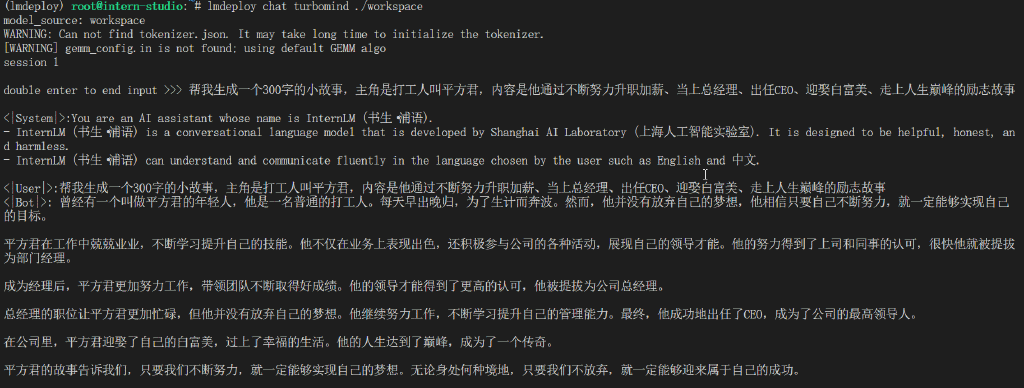 (lmdeploy) root@intern-studio:~# lmdeploy chat turbomind ./workspace
model_source: workspace
WARNING: Can not find tokenizer.json. It may take long time to initialize the tokenizer.
[WARNING] gemm_config.in is not found; using default GEMM algo
session 1
double enter to end input >>> 帮我生成一个300字的小故事，主角是打工人叫平方君，内容是他通过不断努力升职加薪、当上总经理、出任CEO、迎娶白富美、走上人生巅峰的励志故事
<|System|>:You are an AI assistant whose name is InternLM (书生·浦语).
- InternLM (书生·浦语) is a conversational language model that is developed by Shanghai AI Laboratory (上海人工智能实验室). It is designed to be helpful, honest, an
d harmless.
- InternLM (书生·浦语) can understand and communicate fluently in the language chosen by the user such as English and 中文.
<|User|>:帮我生成一个300字的小故事，主角是打工人叫平方君，内容是他通过不断努力升职加薪、当上总经理、出任CEO、迎娶白富美、走上人生巅峰的励志故事
<|Bot|>: 曾经有一个叫做平方君的年轻人，他是一名普通的打工人。每天早出晚归，为了生计而奔波。然而，他并没有放弃自己的梦想，他相信只要自己不断努力，就一定能够实现自己
的目标。
平方君在工作中兢兢业业，不断学习提升自己的技能。他不仅在业务上表现出色，还积极参与公司的各种活动，展现自己的领导才能。他的努力得到了上司和同事的认可，很快他就被提拔
为部门经理。
成为经理后，平方君更加努力工作，带领团队不断取得好成绩。他的领导才能得到了更高的认可，他被提拔为公司总经理。
总经理的职位让平方君更加忙碌，但他并没有放弃自己的梦想。他继续努力工作，不断学习提升自己的管理能力。最终，他成功地出任了CEO，成为了公司的最高领导人。
在公司里，平方君迎娶了自己的白富美，过上了幸福的生活。他的人生达到了巅峰，成为了一个传奇。
平方君的故事告诉我们，只要我们不断努力，就一定能够实现自己的梦想。无论身处何种境地，只要我们不放弃，就一定能够迎来属于自己的成功。